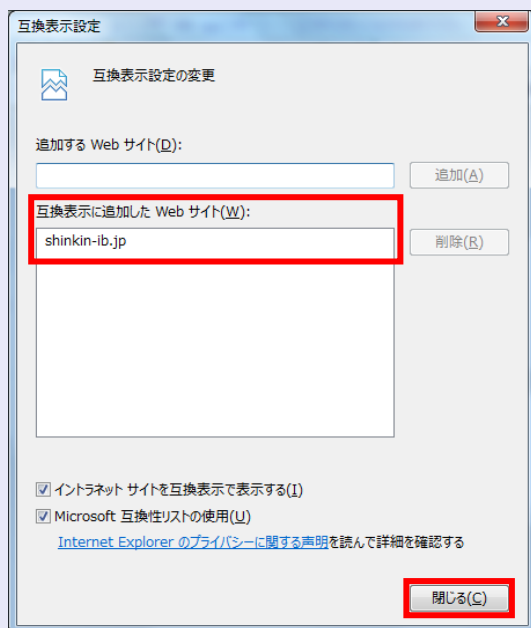 互換表示設定
互換表示設定の変更
追加する Web サイト(D):
追加(A)
互換表示に追加した Web サイト(W):
shinkin-ib.jp
削除(R)
イントラネット サイトを互換表示で表示する(I)
Microsoft 互換性リストの使用(U)
Internet Explorer のプライバシーに関する声明を読んで詳細を確認する
閉じる(C)